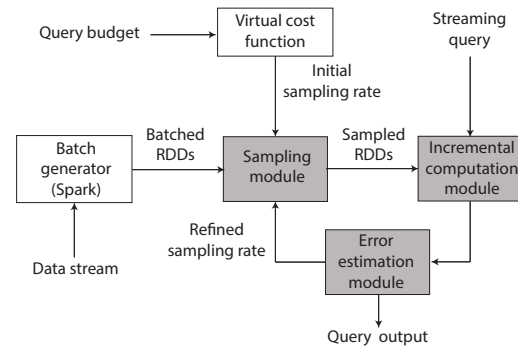 Query budget
Virtual cost
function
Streaming
query
Initial
sampling rate
Batch
generator
(Spark)
Batched
RDDs
Sampling
module
Sampled
RDDs
Incremental
computation
module
Refined
sampling rate
Error
estimation
module
Data stream
Query output